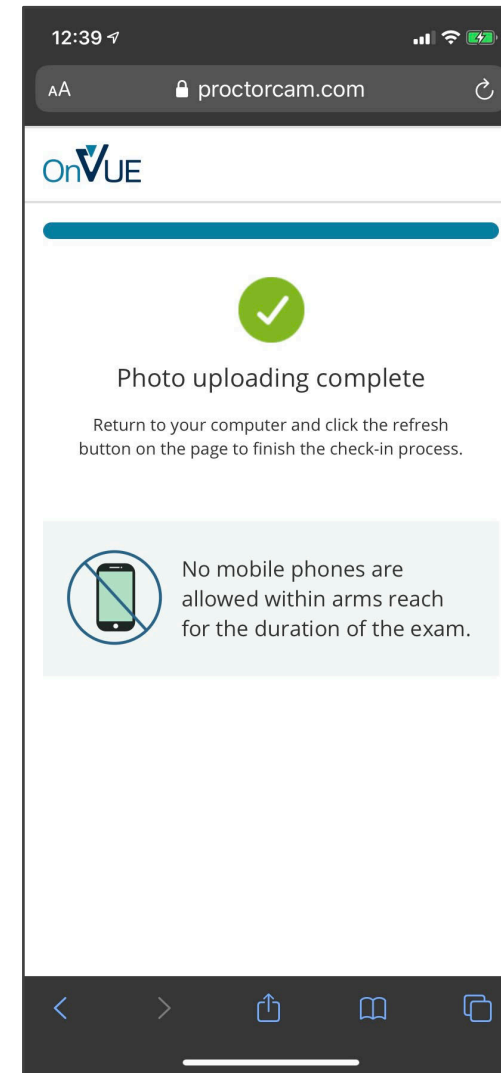 12:39
AA proctorcam.com
OnVUE
Photo uploading complete
Return to your computer and click the refresh
button on the page to finish the check-in process.
No mobile phones are
allowed within arms reach
for the duration of the exam.